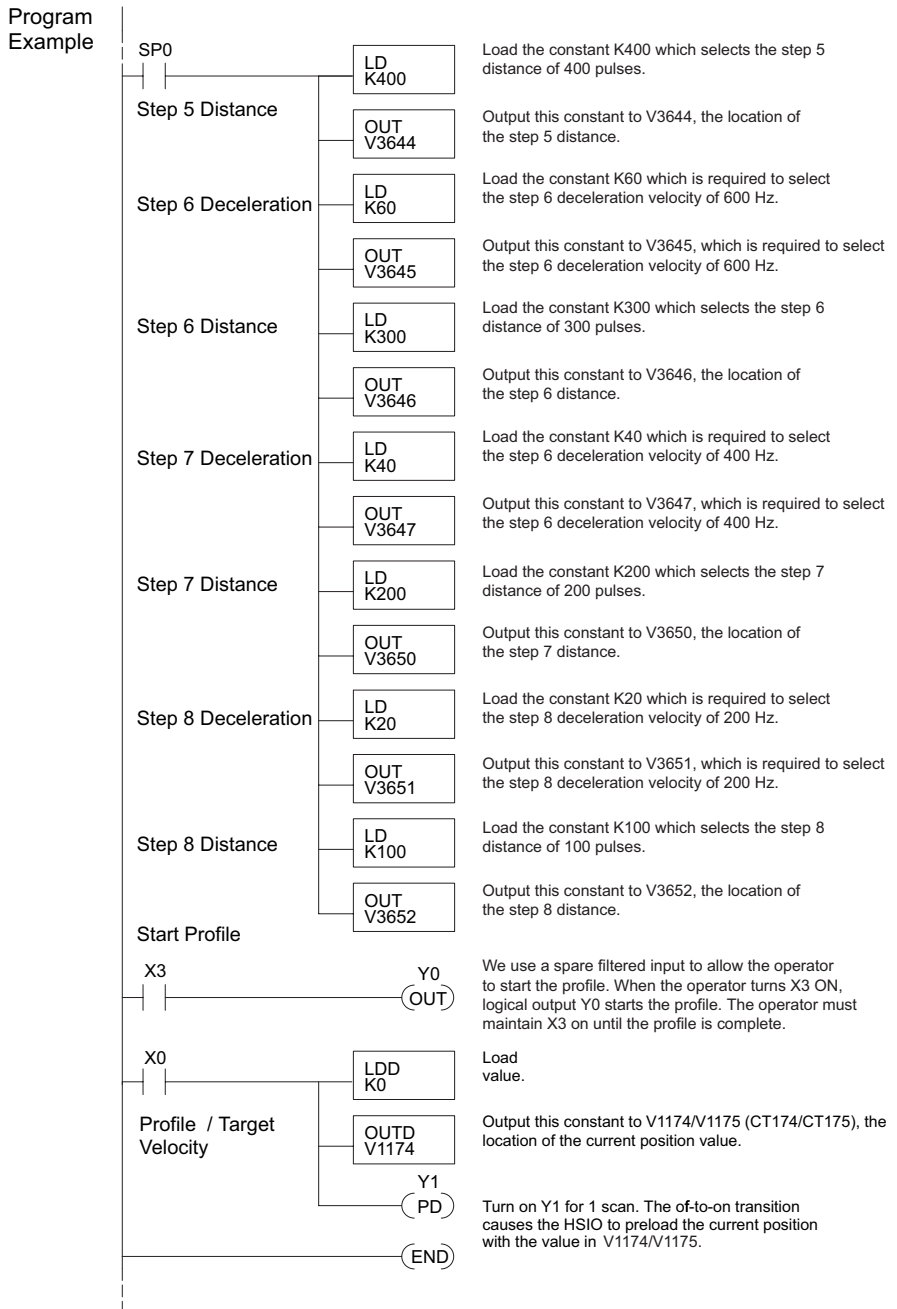 Program
Example
SP0
LD
K400
Load the constant K400 which selects the step 5
distance of 400 pulses.
Step 5 Distance
OUT
V3644
Output this constant to V3644, the location of
the step 5 distance.
Step 6 Deceleration
LD
K60
Load the constant K60 which is required to select
the step 6 deceleration velocity of 600 Hz.
OUT
V3645
Output this constant to V3645, which is required to select
the step 6 deceleration velocity of 600 Hz.
Step 6 Distance
LD
K300
Load the constant K300 which selects the step 6
distance of 300 pulses.
OUT
V3646
Output this constant to V3646, the location of
the step 6 distance.
Step 7 Deceleration
LD
K40
Load the constant K40 which is required to select
the step 6 deceleration velocity of 400 Hz.
OUT
V3647
Output this constant to V3647, which is required to select
the step 6 deceleration velocity of 400 Hz.
Step 7 Distance
LD
K200
Load the constant K200 which selects the step 7
distance of 200 pulses.
OUT
V3650
Output this constant to V3650, the location of
the step 7 distance.
Step 8 Deceleration
LD
K20
Load the constant K20 which is required to select
the step 8 deceleration velocity of 200 Hz.
OUT
V3651
Output this constant to V3651, which is required to select
the step 8 deceleration velocity of 200 Hz.
Step 8 Distance
LD
K100
Load the constant K100 which selects the step 8
distance of 100 pulses.
OUT
V3652
Output this constant to V3652, the location of
the step 8 distance.
Start Profile
X3
Y0
OUT
We use a spare filtered input to allow the operator
to start the profile. When the operator turns X3 ON,
logical output Y0 starts the profile. The operator must
maintain X3 on until the profile is complete.
X0
LDD
K0
Load
value.
Profile / Target
Velocity
OUTD
V1174
Output this constant to V1174/V1175 (CT174/CT175), the
location of the current position value.
Y1
PD
Turn on Y1 for 1 scan. The of-to-on transition
causes the HSIO to preload the current position
with the value in V1174/V1175.
END